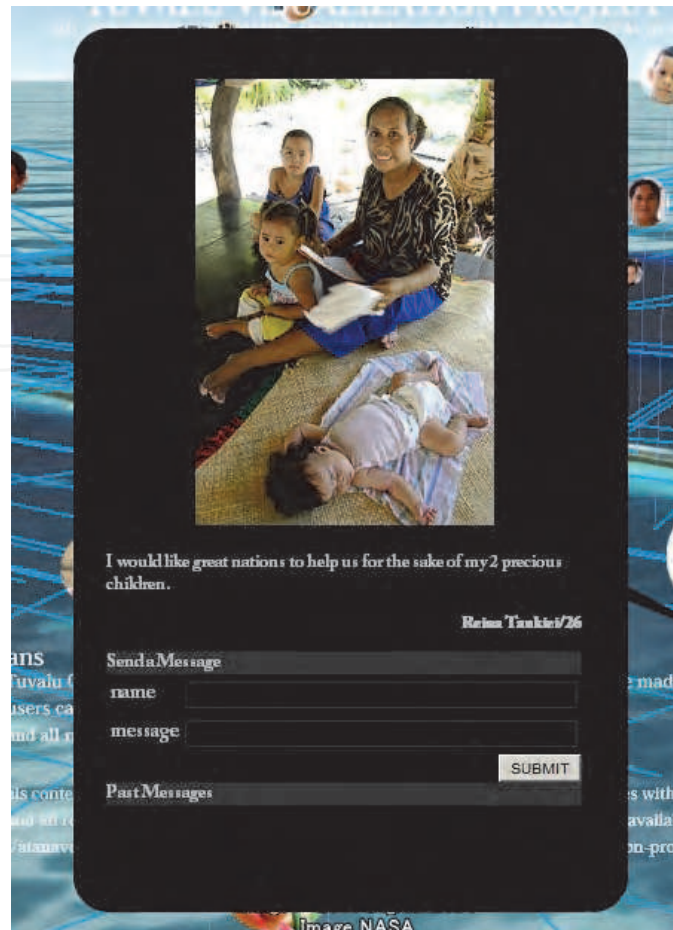 I would like great nations to help us for the sake of my 2 precious
children.
Reina Taukiei/26
Send a Message
name
message
SUBMIT
Past Messages
ans
Tuvalu
users ca
and all
is conte
e mad
s with
availa
on-pro
Image NASA